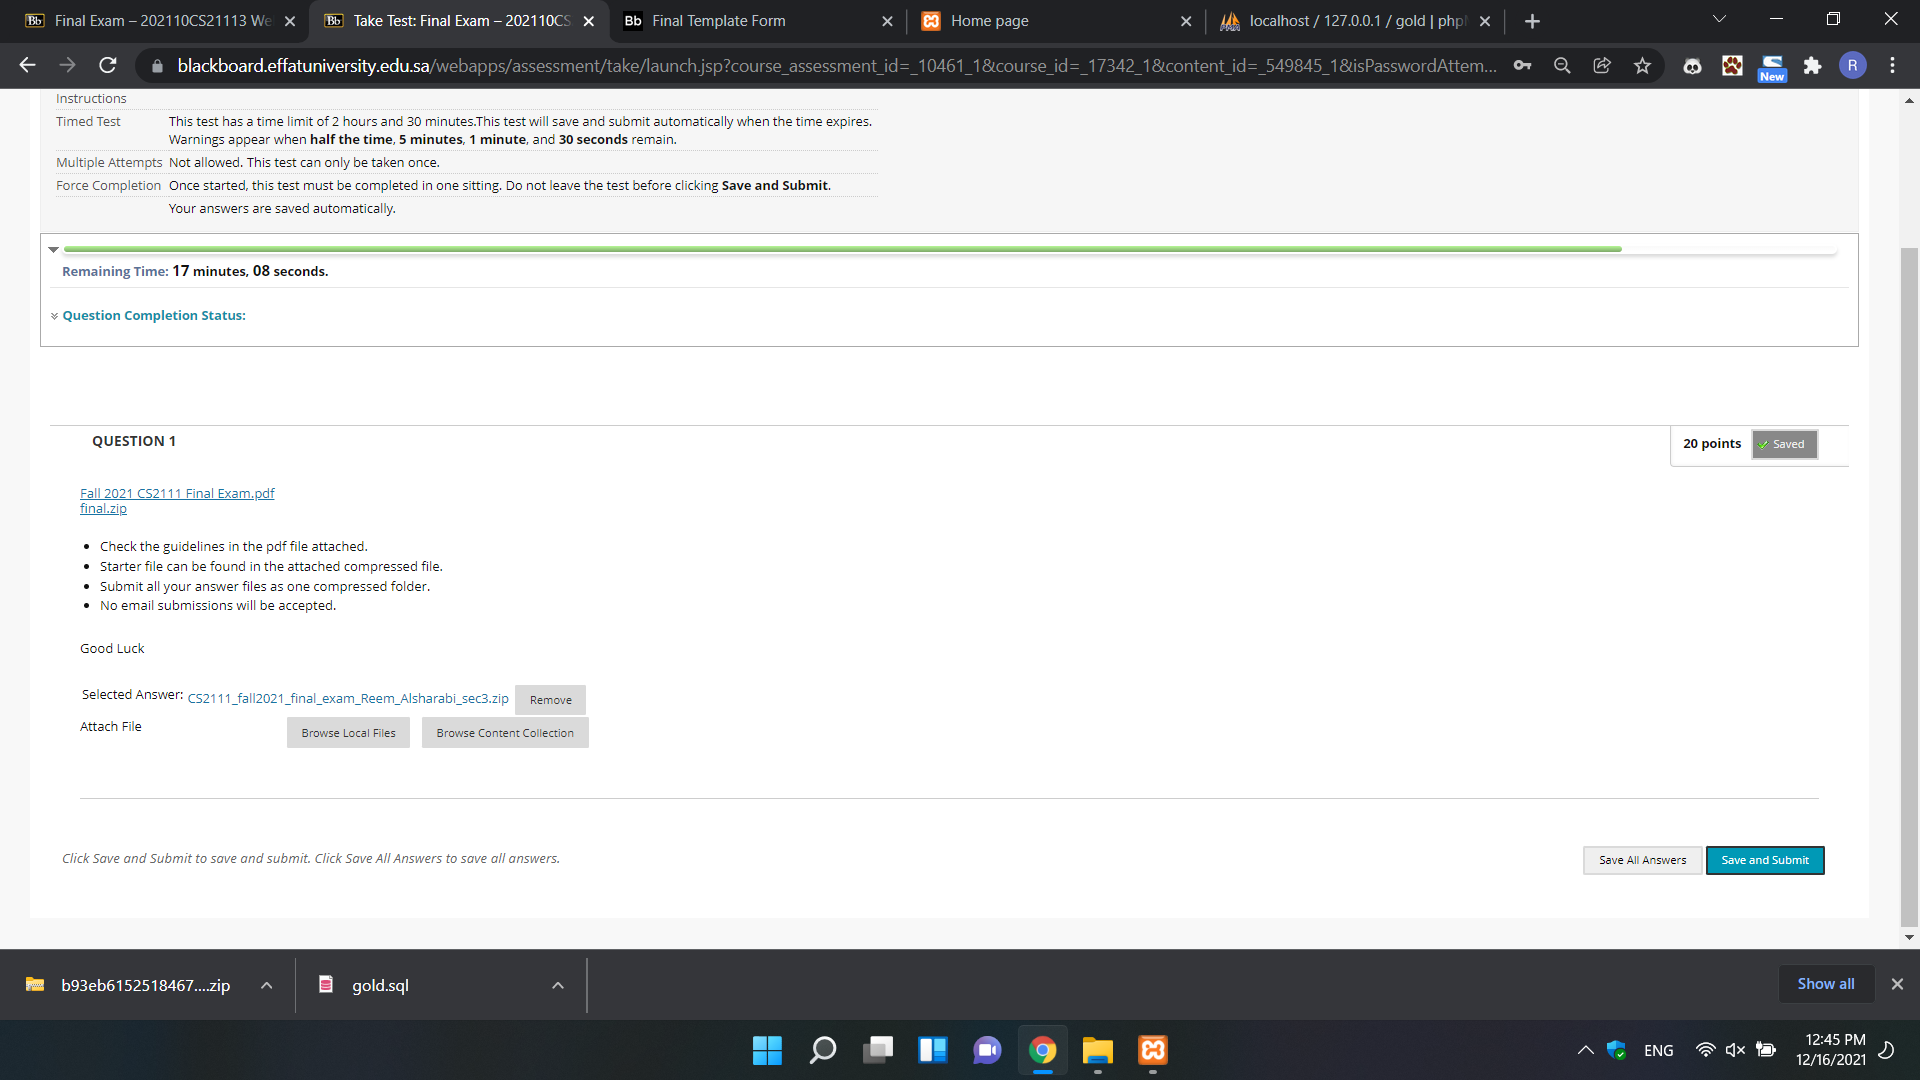 Final Exam – 202110CS21113 We
Take Test: Final Exam – 202110CS
Bb Final Template Form
Home page
localhost / 127.0.0.1 / gold | php
blackboard.effatuniversity.edu.sa/webapps/assessment/take/launch.jsp?course_assessment_id=_10461_1&course_id=_17342_1&content_id=_549845_1&isPasswordAttem...
New
R
Instructions
Timed Test This test has a time limit of 2 hours and 30 minutes.This test will save and submit automatically when the time expires.
Warnings appear when half the time, 5 minutes, 1 minute, and 30 seconds remain.
Multiple Attempts Not allowed. This test can only be taken once.
Force Completion Once started, this test must be completed in one sitting. Do not leave the test before clicking Save and Submit.
Your answers are saved automatically.
Remaining Time: 17 minutes, 08 seconds.
Question Completion Status:
QUESTION 1
20 points
Saved
Fall 2021 CS2111 Final Exam.pdf
final.zip
• Check the guidelines in the pdf file attached.
• Starter file can be found in the attached compressed file.
• Submit all your answer files as one compressed folder.
• No email submissions will be accepted.
Good Luck
Selected Answer: CS2111_fall2021_final_exam_Reem_Alsharabi_sec3.zip Remove
Attach File Browse Local Files Browse Content Collection
Click Save and Submit to save and submit. Click Save All Answers to save all answers.
Save All Answers Save and Submit
b93eb6152518467....zip
gold.sql
Show all
ENG
12:45 PM
12/16/2021